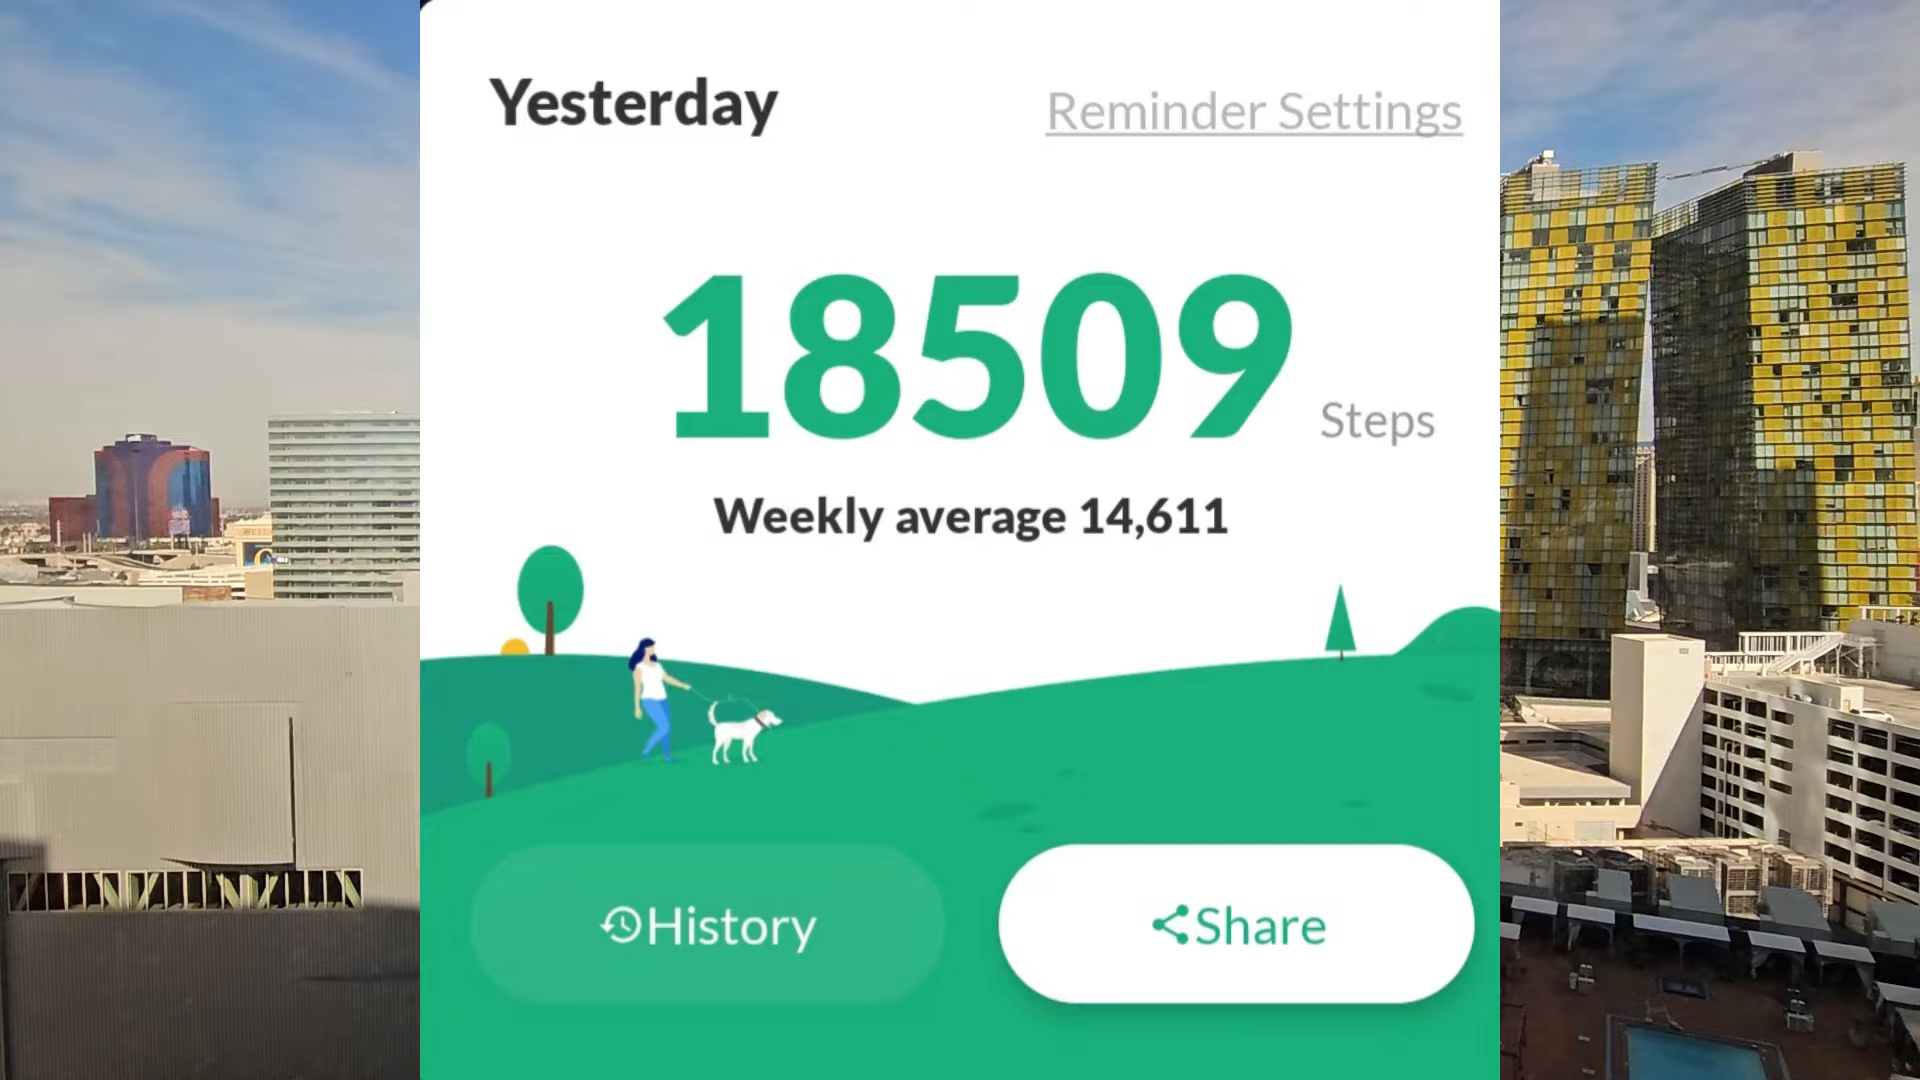 Yesterday
Reminder Settings
18509 Steps
Weekly average 14,611
History
Share